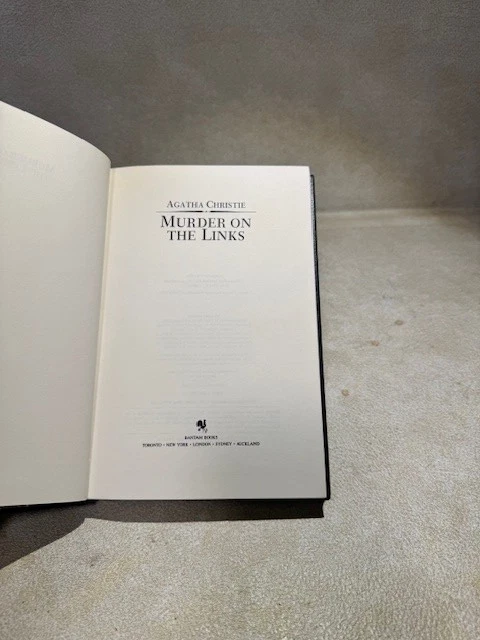 AGATHA CHRISTIE
MURDER ON
THE LINKS
BANTAM BOOKS
TORONTO • NEW YORK • LONDON • SYDNEY • AUCKLAND